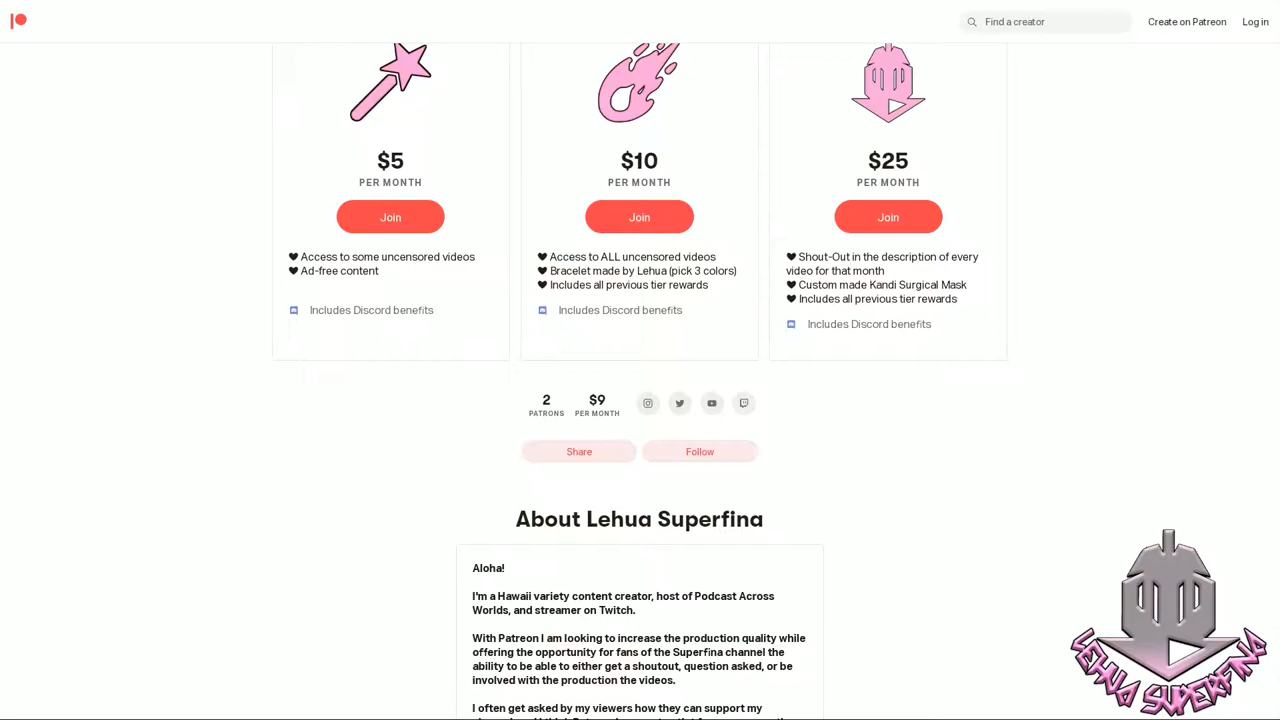 Find a creator
Create on Patreon
Log in
$5
PER MONTH
Join
♥ Access to some uncensored videos
♥ Ad-free content
Includes Discord benefits
$10
PER MONTH
Join
♥ Access to ALL uncensored videos
♥ Bracelet made by Lehua (pick 3 colors)
♥ Includes all previous tier rewards
Includes Discord benefits
$25
PER MONTH
Join
♥ Shout-Out in the description of every
video for that month
♥ Custom made Kandi Surgical Mask
♥ Includes all previous tier rewards
Includes Discord benefits
2
PATRONS
$9
PER MONTH
Share
Follow
About Lehua Superfina
Aloha!
I'm a Hawaii variety content creator, host of Podcast Across
Worlds, and streamer on Twitch.
With Patreon I am looking to increase the production quality while
offering the opportunity for fans of the Superfina channel the
ability to be able to either get a shoutout, question asked, or be
involved with the production the videos.
I often get asked by my viewers how they can support my
LEHUA SUPERFINA